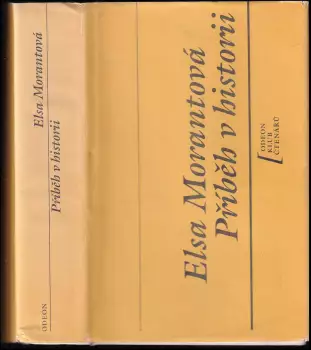 Elsa Morantová
Příběh v historii
ODEON
Elsa Morantová
Příběh v historii
ODEON
KLUB
ČTENÁŘŮ